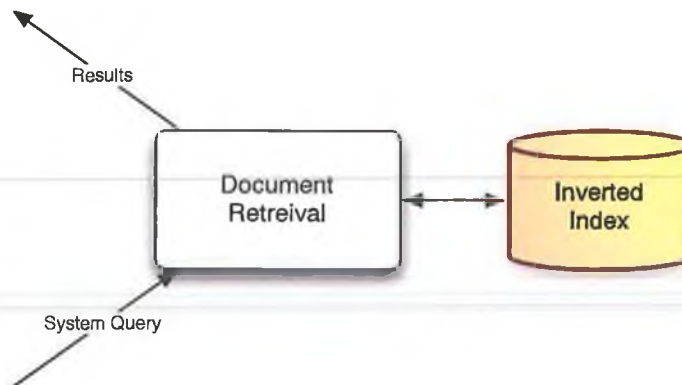 Results
Document
Retreival
Inverted
Index
System Query